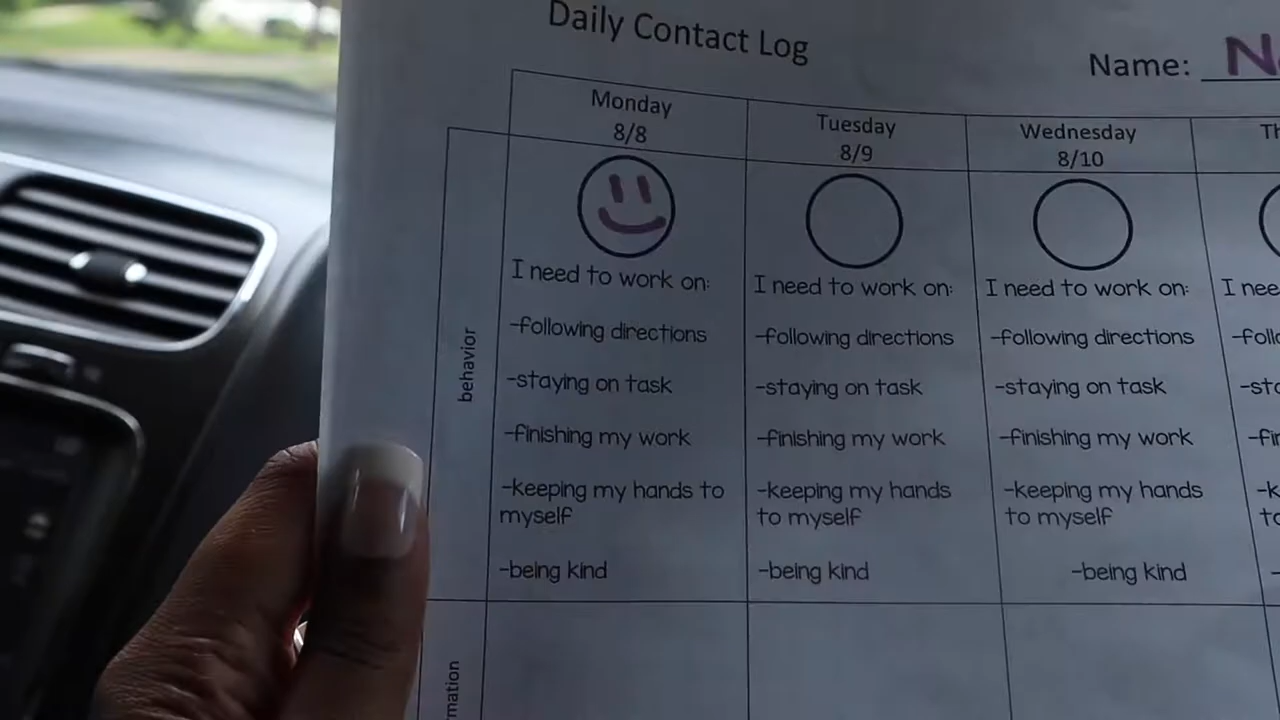 Daily Contact Log
Name:
Monday
8/8
Tuesday
8/9
Wednesday
8/10
behavior
I need to work on:
-following directions
-staying on task
-finishing my work
-keeping my hands to
myself
-being kind
I need to work on:
-following directions
-staying on task
-finishing my work
-keeping my hands
to myself
-being kind
I need to work on:
-following directions
-staying on task
-finishing my work
-keeping my hands
to myself
-being kind